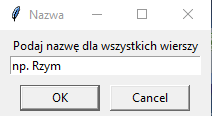 Nazwa
Podaj nazwę dla wszystkich wierszy
np. Rzym
OK
Cancel